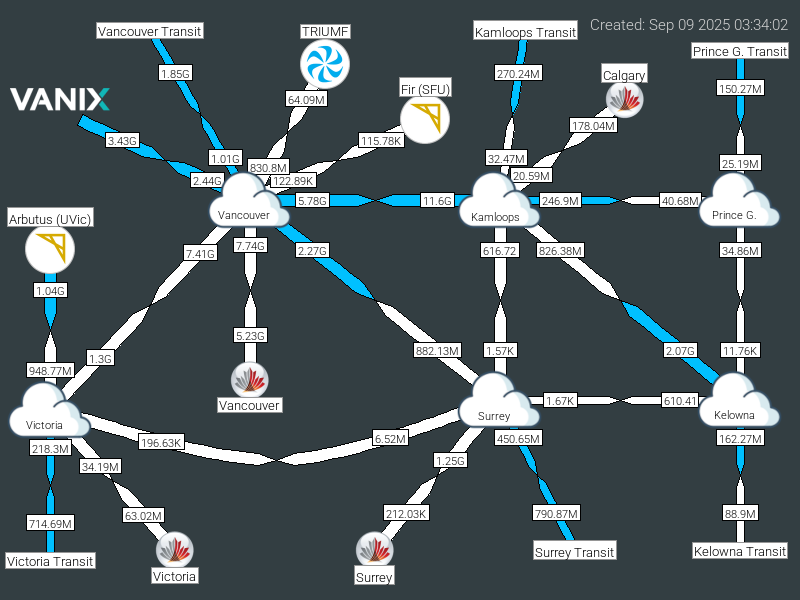 Created: Sep 09 2025 03:34:02
Vancouver Transit
TRIUMF
Kamloops Transit
Prince G. Transit
1.85G
270.24M
Calgary
Fir (SFU)
150.27M
VANIX
64.09M
178.04M
3.43G
115.78K
1.01G
32.47M
25.19M
830.8M
20.59M
2.44G
122.89K
5.78G
11.6G
246.9M
40.68M
Vancouver
Kamloops
Prince G.
Arbutus (UVic)
7.41G
7.74G
2.27G
616.72
826.38M
34.86M
1.04G
5.23G
1.3G
882.13M
1.57K
2.07G
11.76K
948.77M
Vancouver
1.67K
610.41
Victoria
Surrey
Kelowna
196.63K
6.52M
450.65M
162.27M
218.3M
34.19M
1.25G
63.02M
212.03K
790.87M
88.9M
714.69M
Victoria Transit
Victoria
Surrey
Surrey Transit
Kelowna Transit